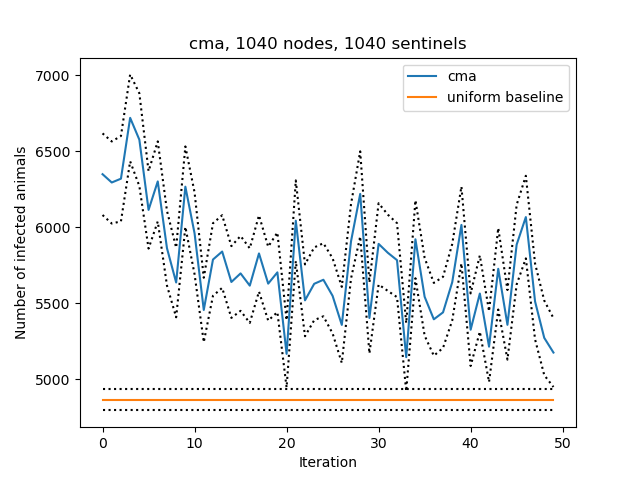 cma, 1040 nodes, 1040 sentinels
cma
uniform baseline
Number of infected animals
7000
6500
6000
5500
5000
0 10 20 30 40 50
Iteration